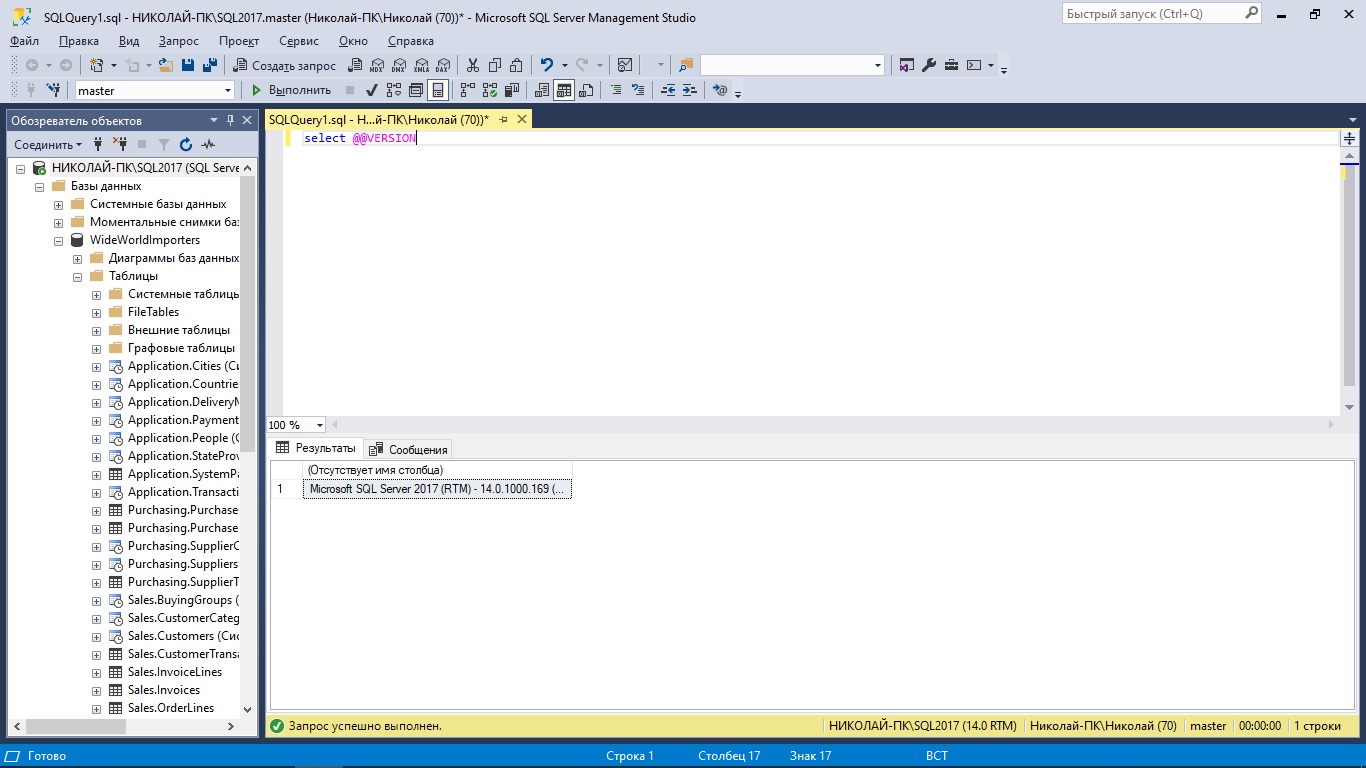 SQLQuery1.sql - НИКОЛАЙ-ПК\SQL2017.master (Николай-ПК\Николай (70))* - Microsoft SQL Server Management Studio
Быстрый запуск (Ctrl+Q)
Файл Правка Вид Запрос Проект Сервис Окно Справка
Создать запрос MDX DMX XMLA DAX
master Выполнить
Обозреватель объектов
SQLQuery1.sql - Н...й-ПК\Николай (70))*
Соединить
select @@VERSION
НИКОЛАЙ-ПК\SQL2017 (SQL Serve
Базы данных
Системные базы данных
Моментальные снимки баз
WideWorldImporters
Диаграммы баз данных
Таблицы
Системные таблицы
FileTables
Внешние таблицы
Графовые таблицы
Application.Cities (Си
Application.Countrie
Application.DeliveryM
Application.Payment
Application.People (С
Application.StateProv
Application.SystemPa
Application.Transacti
Purchasing.Purchase
Purchasing.Purchase
Purchasing.SupplierC
Purchasing.Suppliers
Purchasing.SupplierT
Sales.BuyingGroups (
Sales.CustomerCateg
Sales.Customers (Сис
Sales.CustomerTransa
Sales.InvoiceLines
Sales.Invoices
Sales.OrderLines
100 %
Результаты Сообщения
(Отсутствует имя столбца)
1 Microsoft SQL Server 2017 (RTM) - 14.0.1000.169 (...
Запрос успешно выполнен. НИКОЛАЙ-ПК\SQL2017 (14.0 RTM) Николай-ПК\Николай (70) master 00:00:00 1 строки
Готово Строка 1 Столбец 17 Знак 17 ВСТ